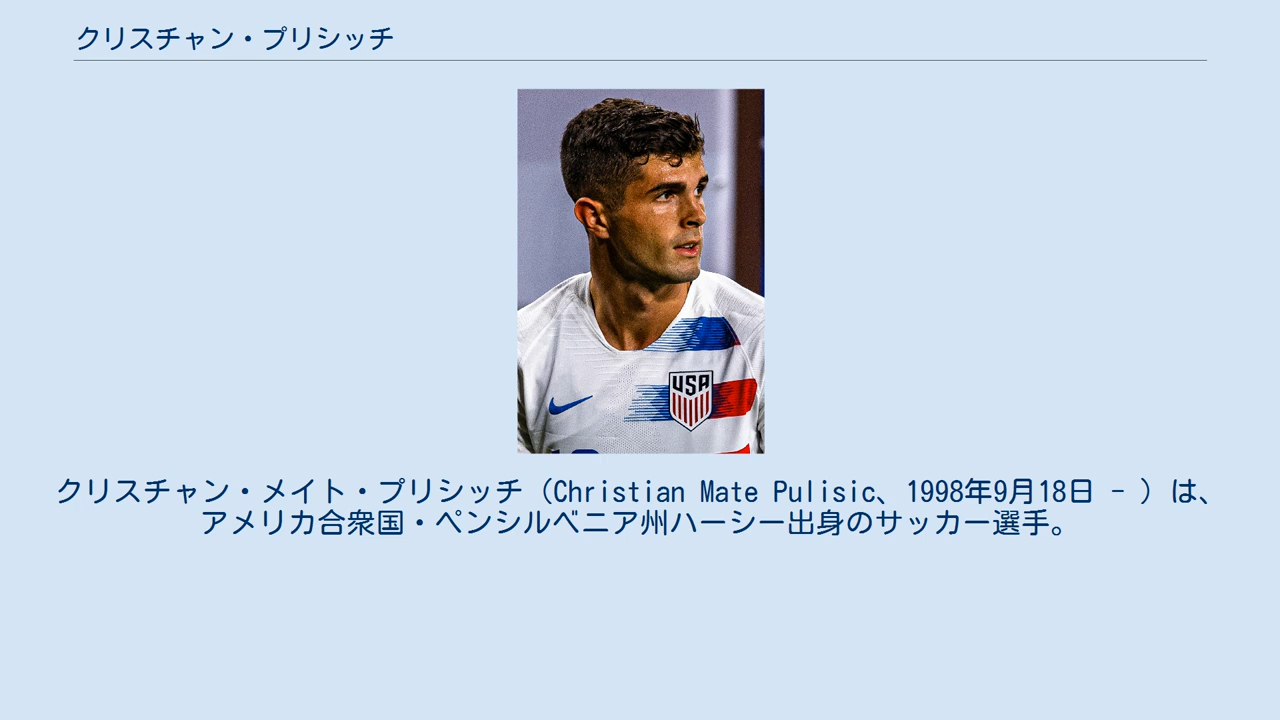 クリスチャン・プリシッチ
USA
クリスチャン・メイト・プリシッチ（Christian Mate Pulisic、1998年9月18日 - ）は、
アメリカ合衆国・ペンシルベニア州ハーシー出身のサッカー選手。